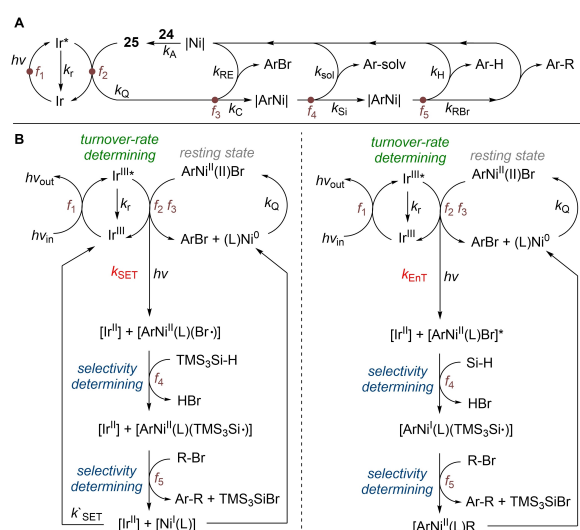 A
Ir* 25 24 |Ni| ArBr Ar-solv Ar-H Ar-R
hν f1 kr f2 kA kRE ksol kH
Ir kQ f3 kC |ArNi| f4 kSi |ArNi| f5 kRBr
B
turnover-rate
determining
resting state
hνout IrIII* ArNiII(II)Br
f1 kr f2 f3 kQ
hνin IrIII ArBr + (L)Ni0
kSET hν
[IrII] + [ArNiII(L)(Br·)]
selectivity
determining
TMS3Si-H
f4
HBr
[IrII] + [ArNiII(L)(TMS3Si·)]
selectivity
determining
R-Br
f5
Ar-R + TMS3SiBr
k`SET
[IrII] + [NiI(L)]
turnover-rate
determining
resting state
hνout IrIII* ArNiII(II)Br
f1 kr f2 f3 kQ
hνin IrIII ArBr + (L)Ni0
kEnT hν
[IrII] + [ArNiII(L)Br]*
selectivity
determining
Si-H
f4
HBr
[ArNiI(L)(TMS3Si·)]
selectivity
determining
R-Br
f5
Ar-R + TMS3SiBr
[ArNiII(L)R